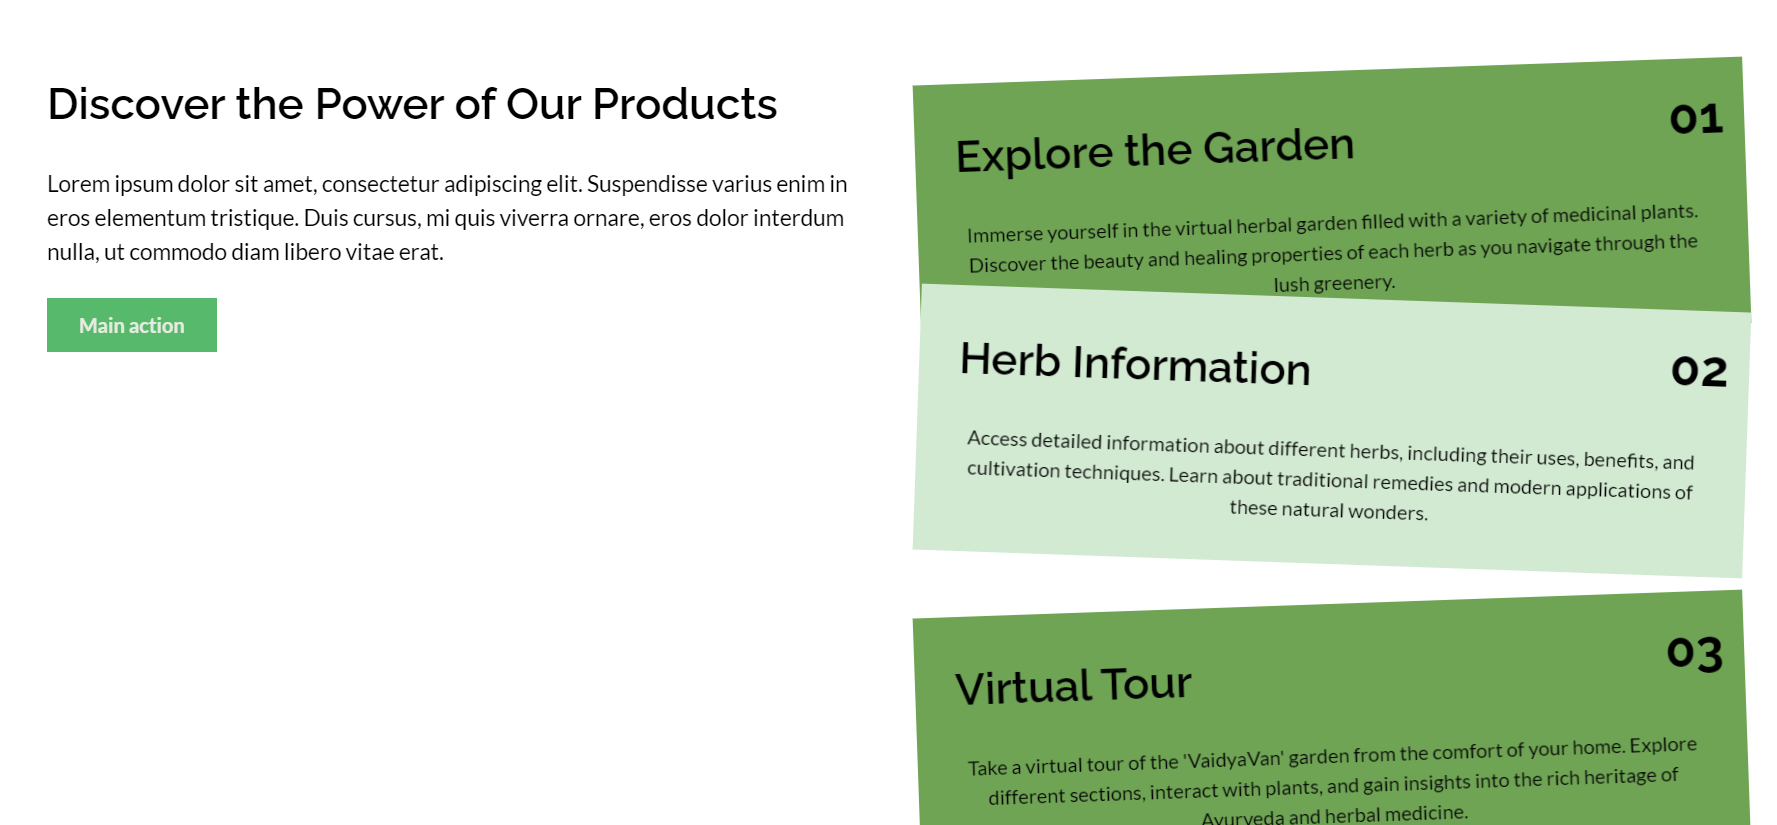 Discover the Power of Our Products
Lorem ipsum dolor sit amet, consectetur adipiscing elit. Suspendisse varius enim in
eros elementum tristique. Duis cursus, mi quis viverra ornare, eros dolor interdum
nulla, ut commodo diam libero vitae erat.
Main action
01
Explore the Garden
Immerse yourself in the virtual herbal garden filled with a variety of medicinal plants.
Discover the beauty and healing properties of each herb as you navigate through the
lush greenery.
02
Herb Information
Access detailed information about different herbs, including their uses, benefits, and
cultivation techniques. Learn about traditional remedies and modern applications of
these natural wonders.
03
Virtual Tour
Take a virtual tour of the 'VaidyaVan' garden from the comfort of your home. Explore
different sections, interact with plants, and gain insights into the rich heritage of
Ayurveda and herbal medicine.